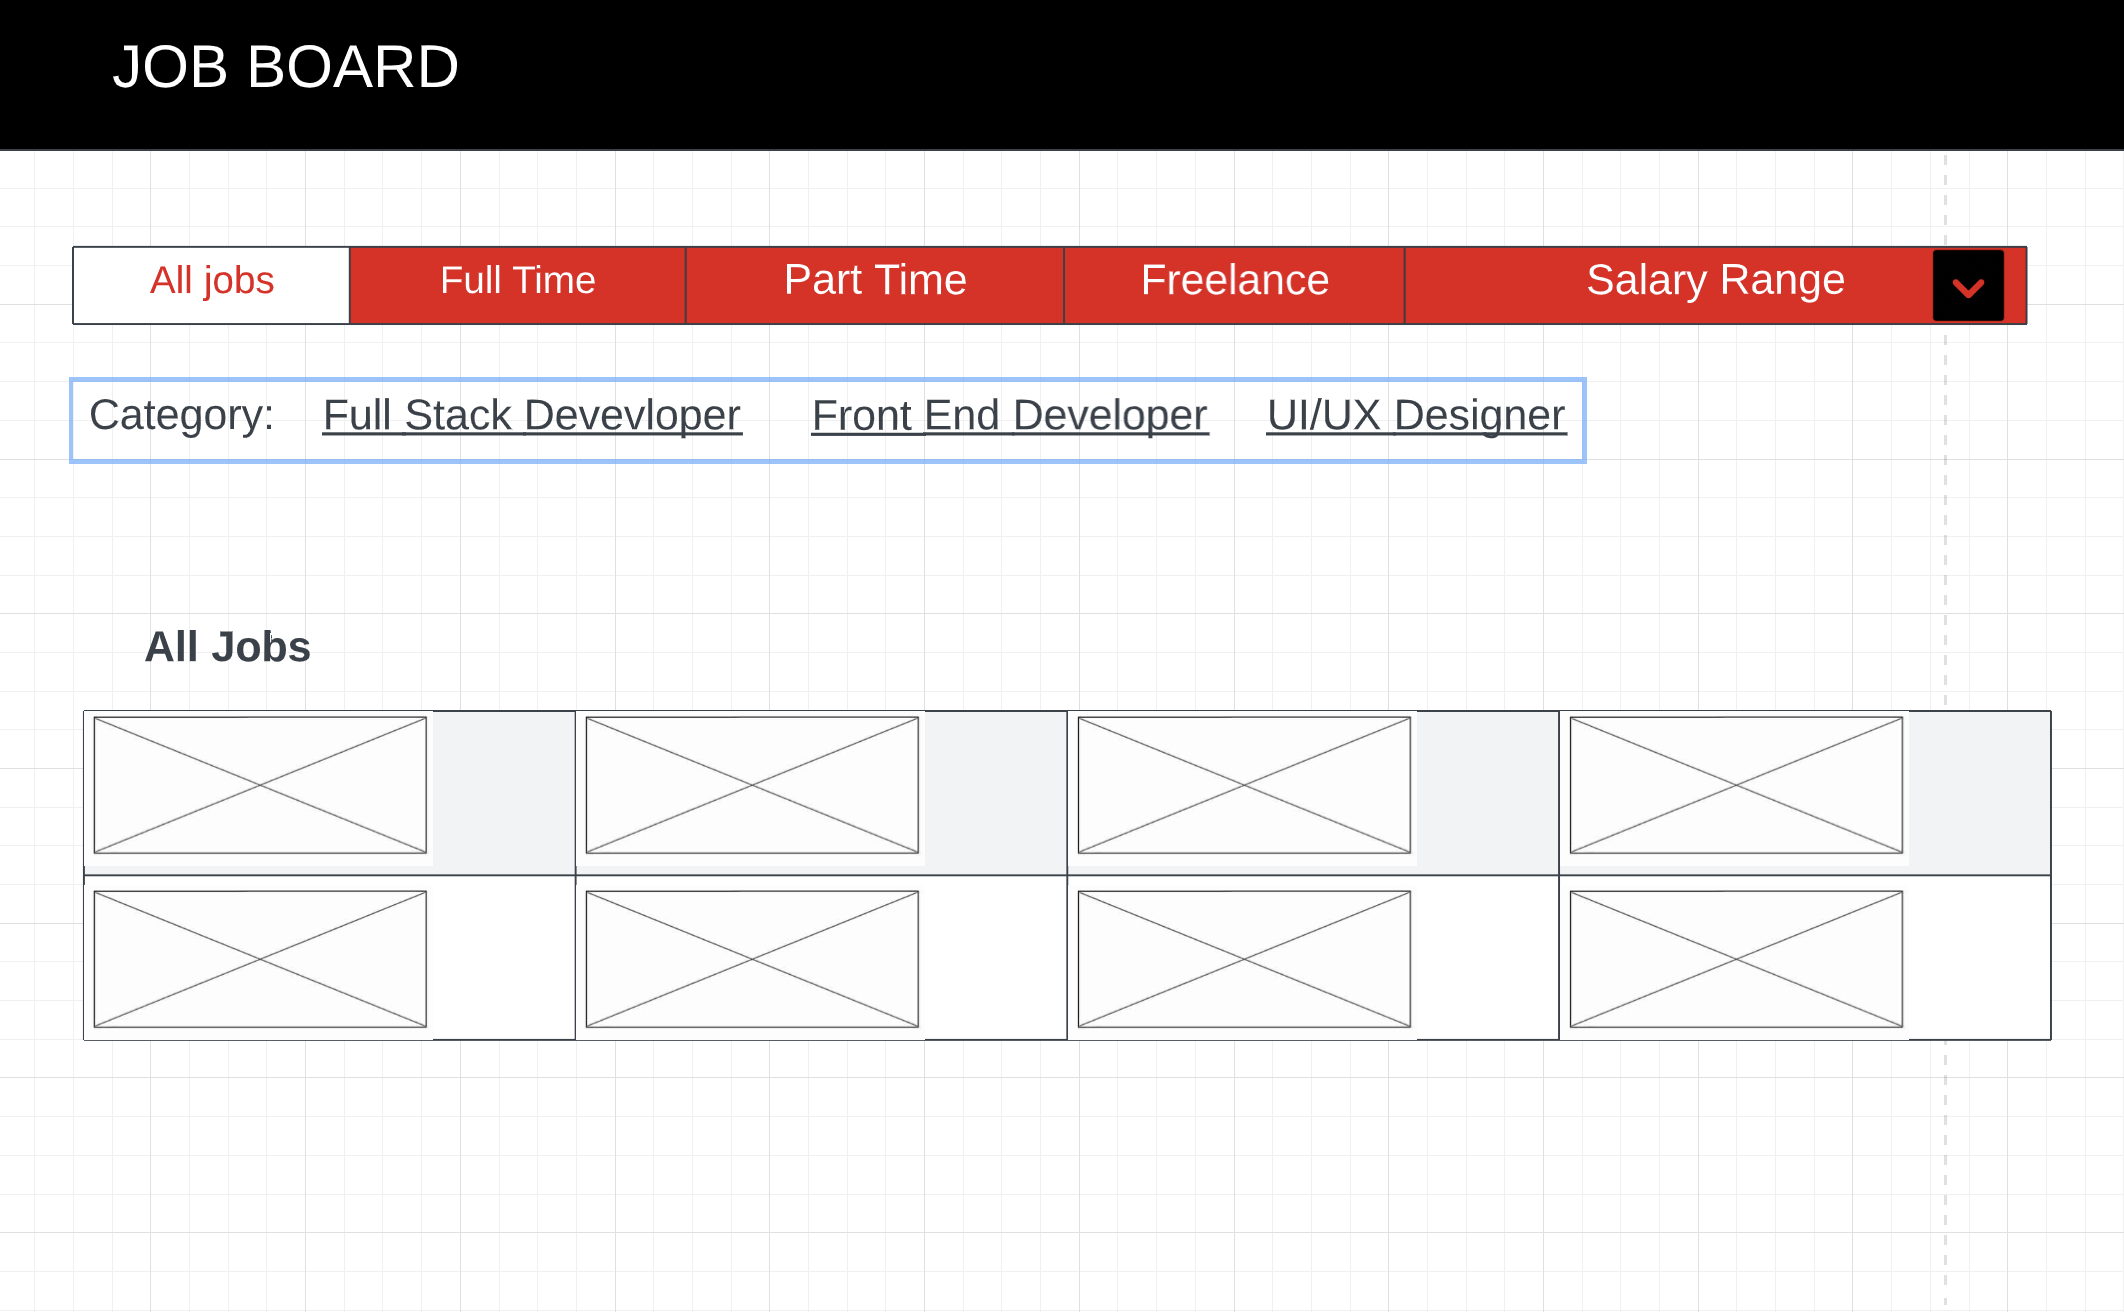 JOB BOARD
All jobs Full Time Part Time Freelance Salary Range
Category: Full Stack Devevloper Front End Developer UI/UX Designer
All Jobs